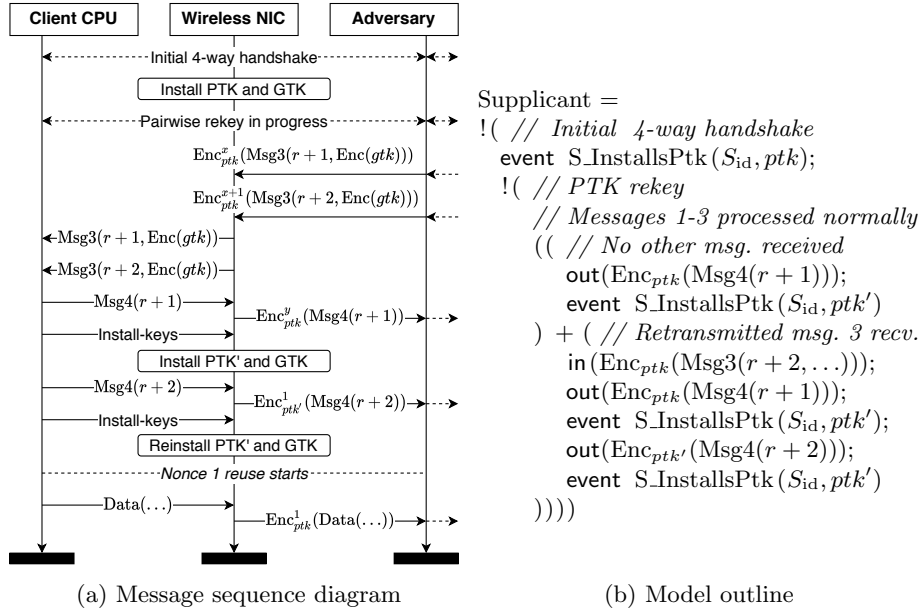 Client CPU
Wireless NIC
Adversary
Initial 4-way handshake
Install PTK and GTK
Pairwise rekey in progress
Enc^x_ptk(Msg3(r + 1, Enc(gtk)))
Enc^{x+1}_ptk(Msg3(r + 2, Enc(gtk)))
Msg3(r + 1, Enc(gtk))
Msg3(r + 2, Enc(gtk))
Msg4(r + 1)
Enc^y_ptk(Msg4(r + 1))
Install-keys
Install PTK' and GTK
Msg4(r + 2)
Enc^1_ptk'(Msg4(r + 2))
Install-keys
Reinstall PTK' and GTK
Nonce 1 reuse starts
Data(...)
Enc^1_ptk(Data(...))
(a) Message sequence diagram
Supplicant =
!( // Initial 4-way handshake
event S_InstallsPtk(S_id, ptk);
!( // PTK rekey
// Messages 1-3 processed normally
(( // No other msg. received
out(Enc_ptk(Msg4(r + 1)));
event S_InstallsPtk(S_id, ptk′)
) + ( // Retransmitted msg. 3 recv.
in(Enc_ptk(Msg3(r + 2, ...)));
out(Enc_ptk(Msg4(r + 1)));
event S_InstallsPtk(S_id, ptk′);
out(Enc_ptk′(Msg4(r + 2)));
event S_InstallsPtk(S_id, ptk′)
))))
(b) Model outline